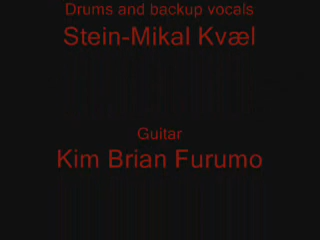 Drums and backup vocals
Stein-Mikal Kvæl
Guitar
Kim Brian Furumo